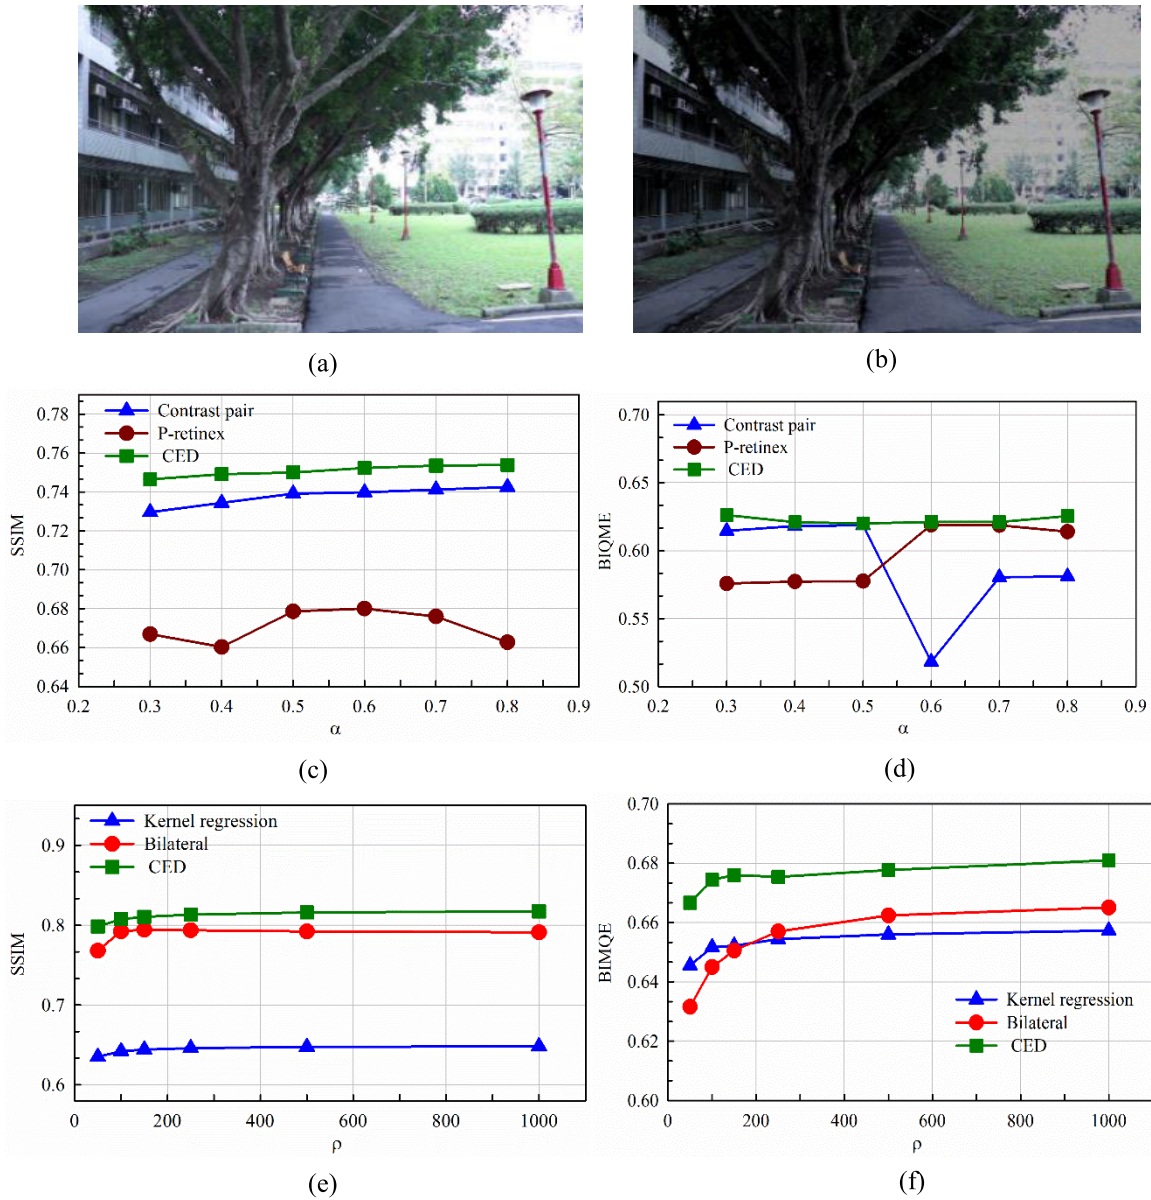 (a)
(b)
0.78
0.76
0.74
0.72
0.70
0.68
0.66
0.64
SSIM
Contrast pair
P-retinex
CED
0.2 0.3 0.4 0.5 0.6 0.7 0.8 0.9
α
(c)
0.70
0.65
0.60
0.55
0.50
BIQME
Contrast pair
P-retinex
CED
0.2 0.3 0.4 0.5 0.6 0.7 0.8 0.9
α
(d)
0.9
0.8
0.7
0.6
SSIM
Kernel regression
Bilateral
CED
0 200 400 600 800 1000
ρ
(e)
0.70
0.68
0.66
0.64
0.62
0.60
BIMQE
Kernel regression
Bilateral
CED
0 200 400 600 800 1000
ρ
(f)